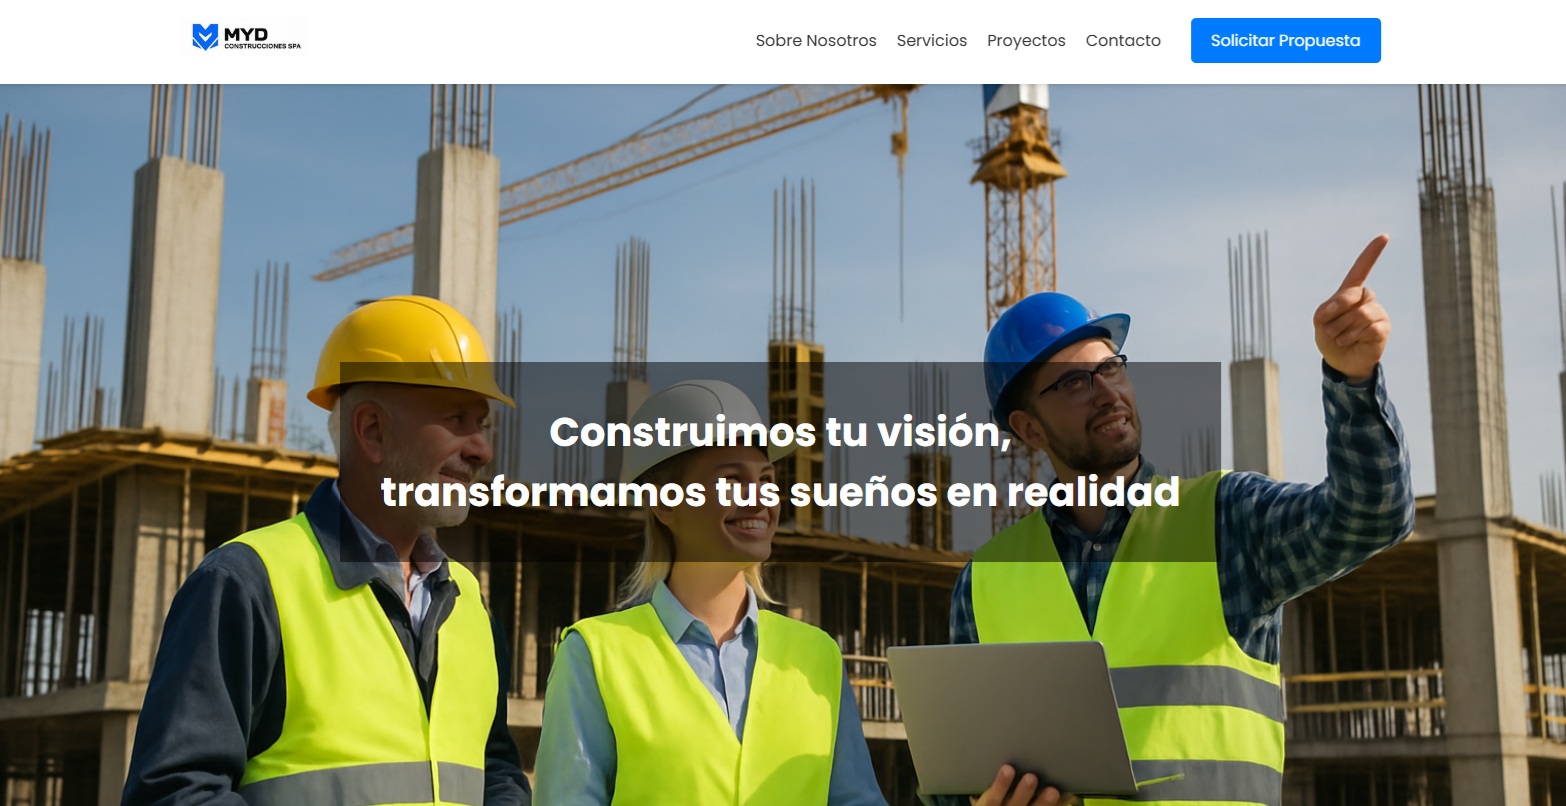 MYD
CONSTRUCCIONES SPA
Sobre Nosotros
Servicios
Proyectos
Contacto
Solicitar Propuesta
Construimos tu visión,
transformamos tus sueños en realidad